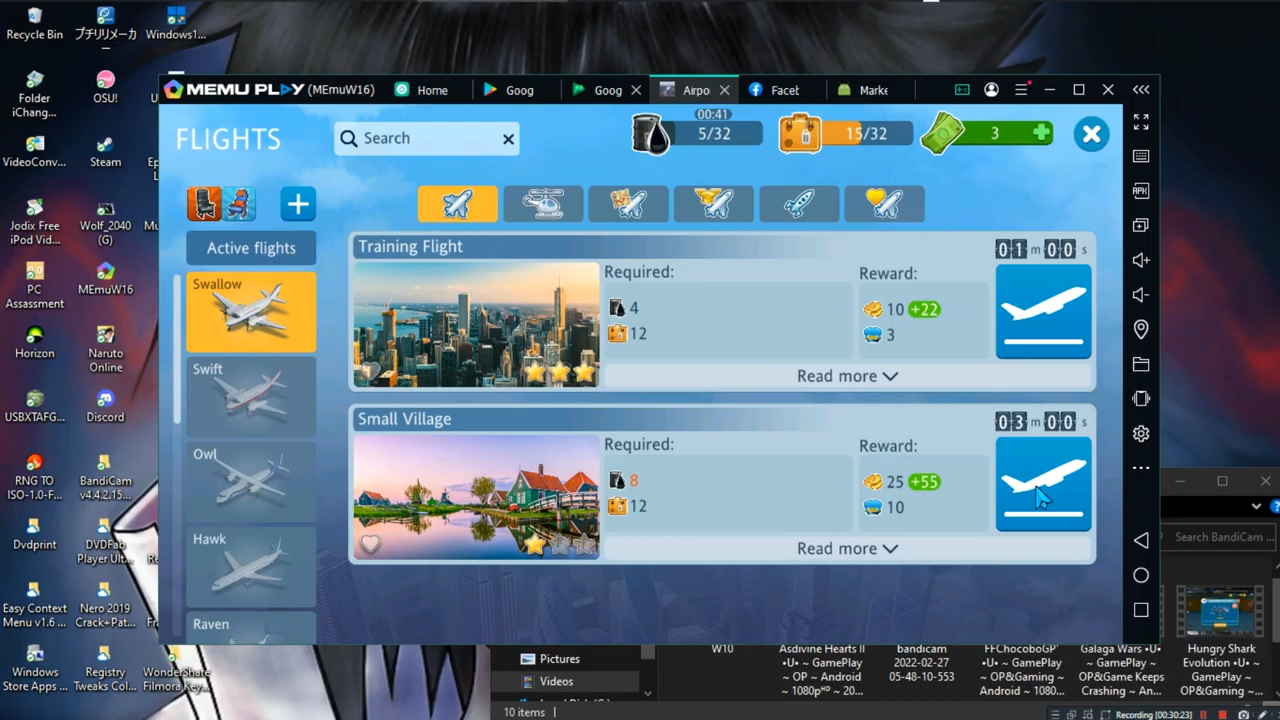 Recycle Bin
プチリリメーカー
Windows1...
Folder iChang...
OSU!
VideoConv...
Steam
Jodix Free iPod Vid...
Wolf_2040 (G)
PC Assassment
MEmuW16
Horizon
Naruto Online
USBXTAFG...
Discord
RNG TO ISO-1.0-F...
BandiCam v4.4.2.15...
Dvdprint
DVDFab Player Ult...
Easy Context Menu v1.6 ...
Nero 2019 Crack+Pat...
Windows Store Apps ...
Registry Tweaks Col...
WonderShare Filmora Key...
MEMU PLAY (MEmuW16)
Home
Goog
Goog
Airpo
Faceb
Marke
FLIGHTS
Search
00:41
5/32
15/32
3
Active flights
Swallow
Swift
Owl
Hawk
Raven
Training Flight
01 m 00 s
Required:
4
12
Reward:
10 +22
3
Read more
Small Village
03 m 00 s
Required:
8
12
Reward:
25 +55
10
Read more
APK
Search BandiCam ...
Pictures
Videos
W10
Asdivine Hearts II
•U• ~ GamePlay
~ OP ~ Android
~ 1080pᴴᴰ ~ 20...
bandicam
2022-02-27
05-48-10-553
FFChocoboGP'
•U• ~ GamePlay
~ OP&Gaming ~
Android ~ 1080...
Galaga Wars •U•
~ GamePlay ~
OP&Game Keeps
Crashing ~ An...
Hungry Shark
Evolution •U• ~
GamePlay ~
OP&Gaming ~...
10 items
Recording [00:30:23]